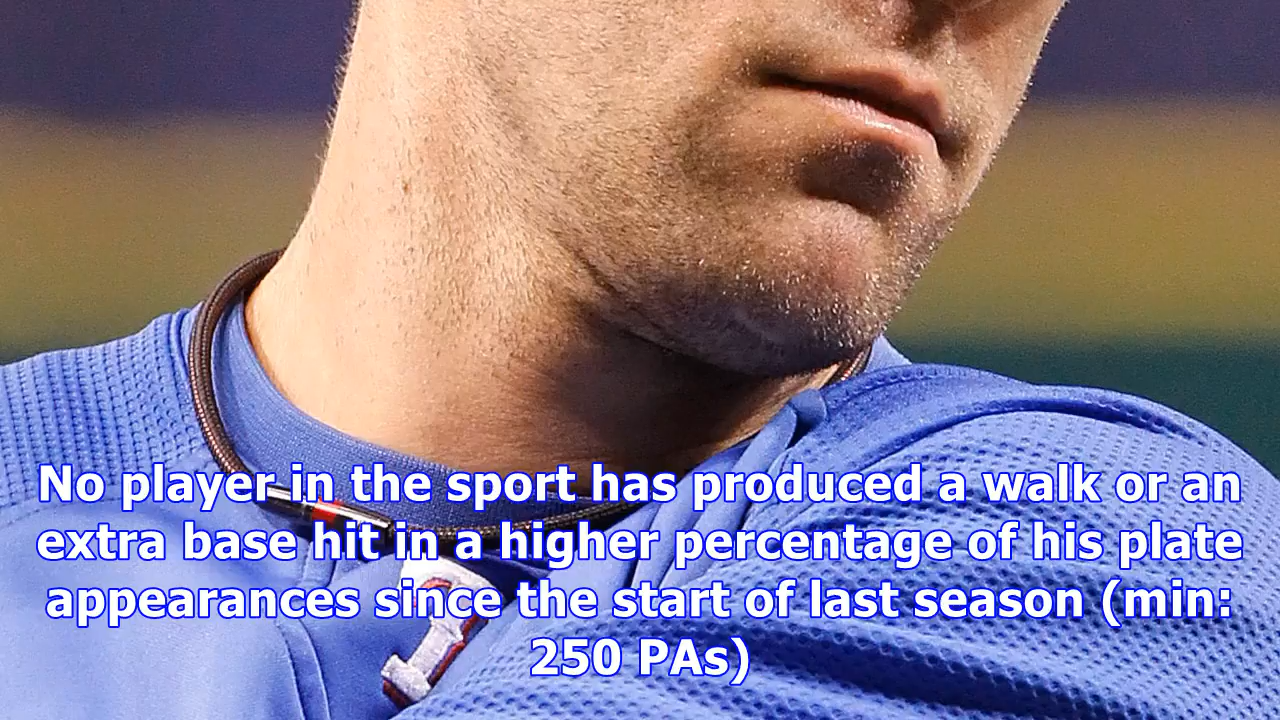 No player in the sport has produced a walk or an
extra base hit in a higher percentage of his plate
appearances since the start of last season (min:
250 PAs)